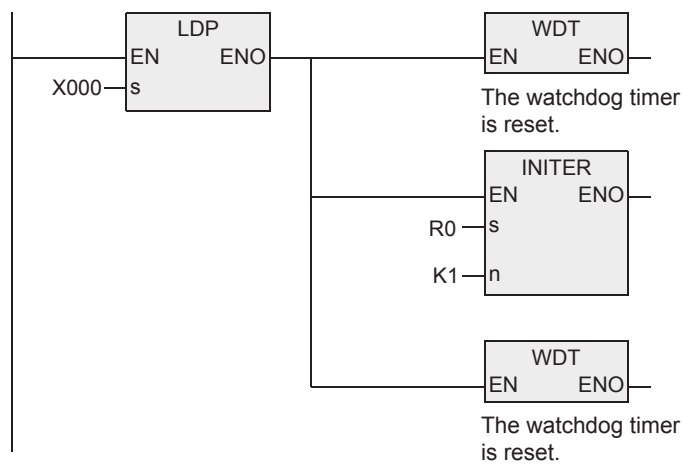 LDP
EN ENO
X000 s
WDT
EN ENO
The watchdog timer
is reset.
INITER
EN ENO
R0 s
K1 n
WDT
EN ENO
The watchdog timer
is reset.